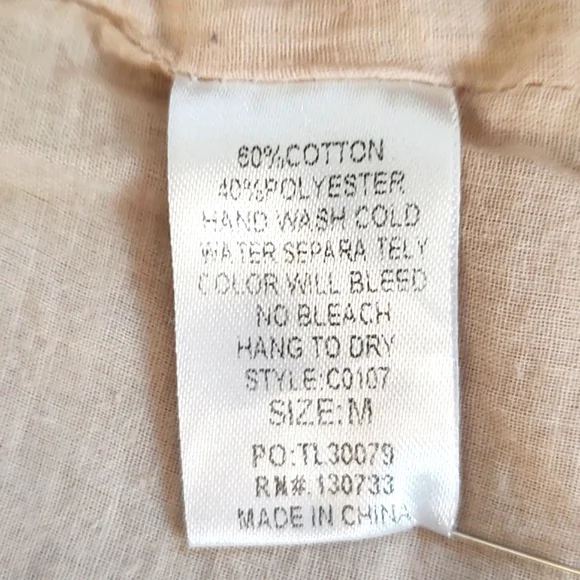 60%COTTON
40%POLYESTER
HAND WASH COLD
WATER SEPARA TELY
COLOR WILL BLEED
NO BLEACH
HANG TO DRY
STYLE:C0107
SIZE:M
PO:TL30079
RN#.130733
MADE IN CHINA